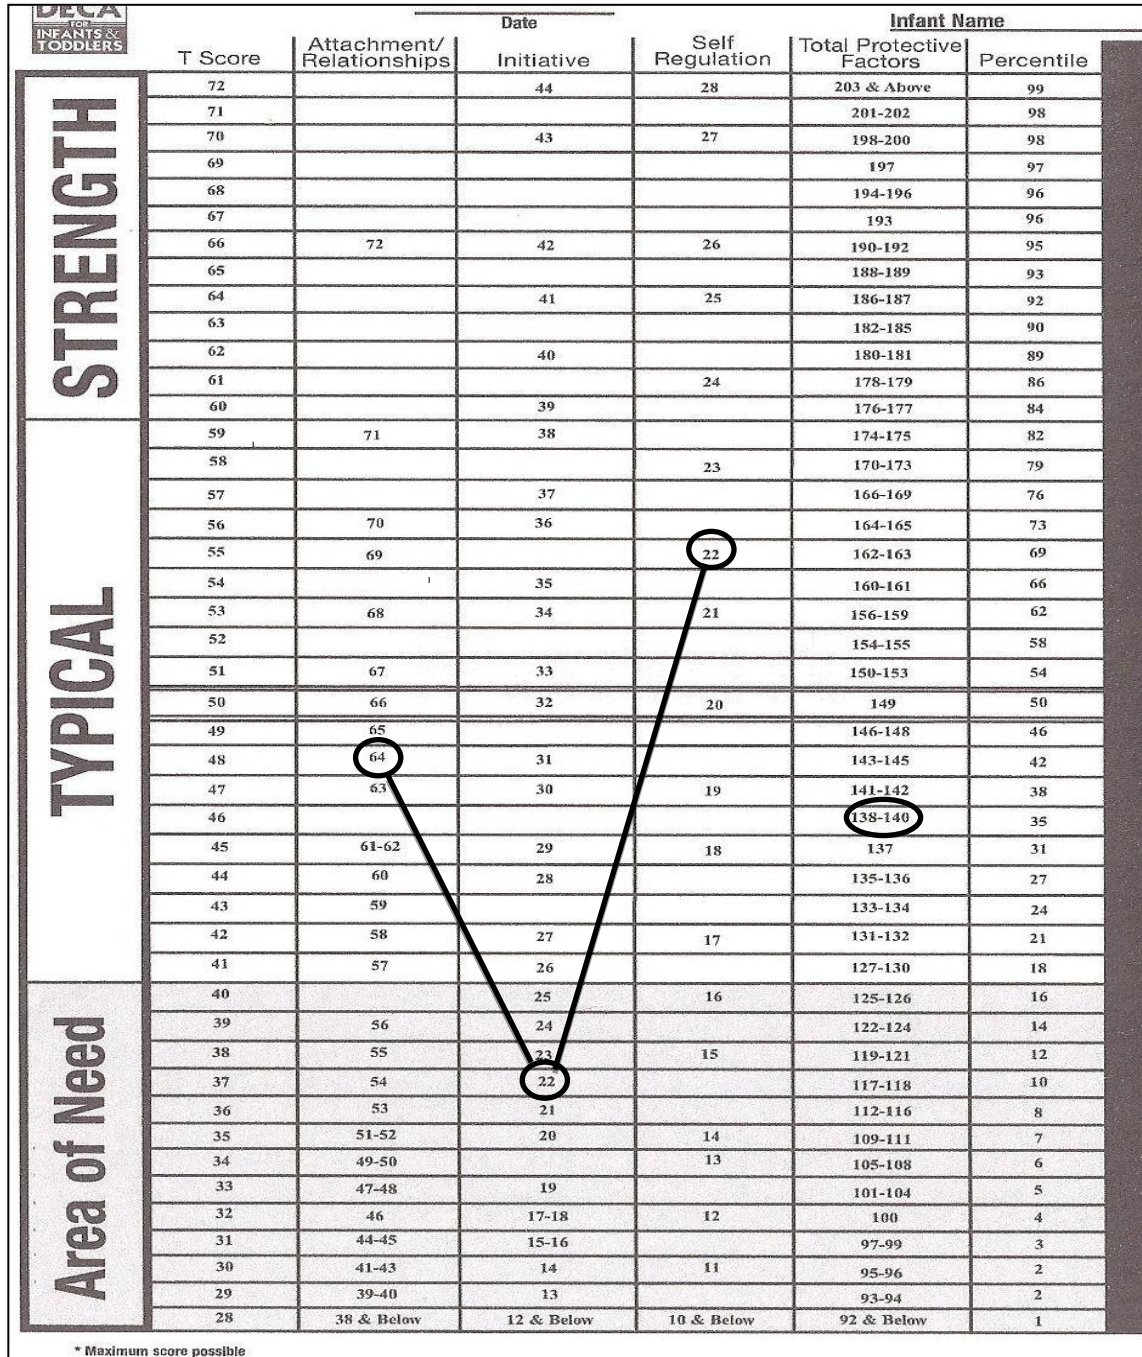 DECA
FOR
INFANTS &
TODDLERS
Date
Infant Name
T Score Attachment/ Relationships Initiative Self Regulation Total Protective Factors Percentile
STRENGTH
72 44 28 203 & Above 99
71 201-202 98
70 43 27 198-200 98
69 197 97
68 194-196 96
67 193 96
66 72 42 26 190-192 95
65 188-189 93
64 41 25 186-187 92
63 182-185 90
62 40 180-181 89
61 24 178-179 86
60 39 176-177 84
TYPICAL
59 71 38 174-175 82
58 23 170-173 79
57 37 166-169 76
56 70 36 164-165 73
55 69 22 162-163 69
54 35 160-161 66
53 68 34 21 156-159 62
52 154-155 58
51 67 33 150-153 54
50 66 32 20 149 50
49 65 146-148 46
48 64 31 143-145 42
47 63 30 19 141-142 38
46 138-140 35
45 61-62 29 18 137 31
44 60 28 135-136 27
43 59 133-134 24
42 58 27 17 131-132 21
41 57 26 127-130 18
Area of Need
40 25 16 125-126 16
39 56 24 122-124 14
38 55 23 15 119-121 12
37 54 22 117-118 10
36 53 21 112-116 8
35 51-52 20 14 109-111 7
34 49-50 13 105-108 6
33 47-48 19 101-104 5
32 46 17-18 12 100 4
31 44-45 15-16 97-99 3
30 41-43 14 11 95-96 2
29 39-40 13 93-94 2
28 38 & Below 12 & Below 10 & Below 92 & Below 1
* Maximum score possible